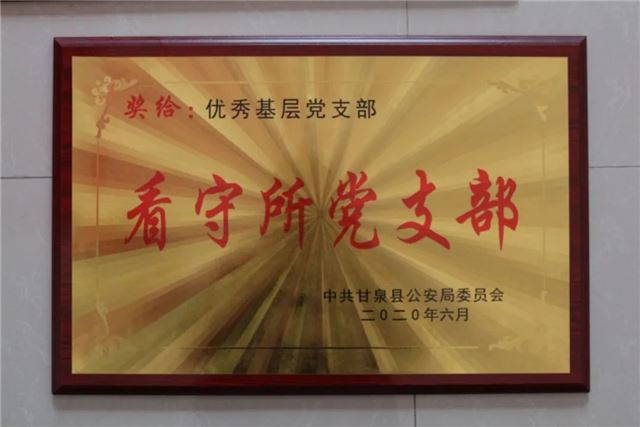 奖给：优秀基层党支部
看守所党支部
中共甘泉县公安局委员会
二〇二〇年六月